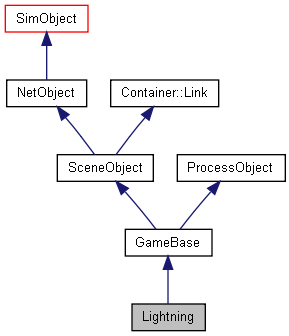 SimObject
NetObject
Container::Link
SceneObject
ProcessObject
GameBase
Lightning